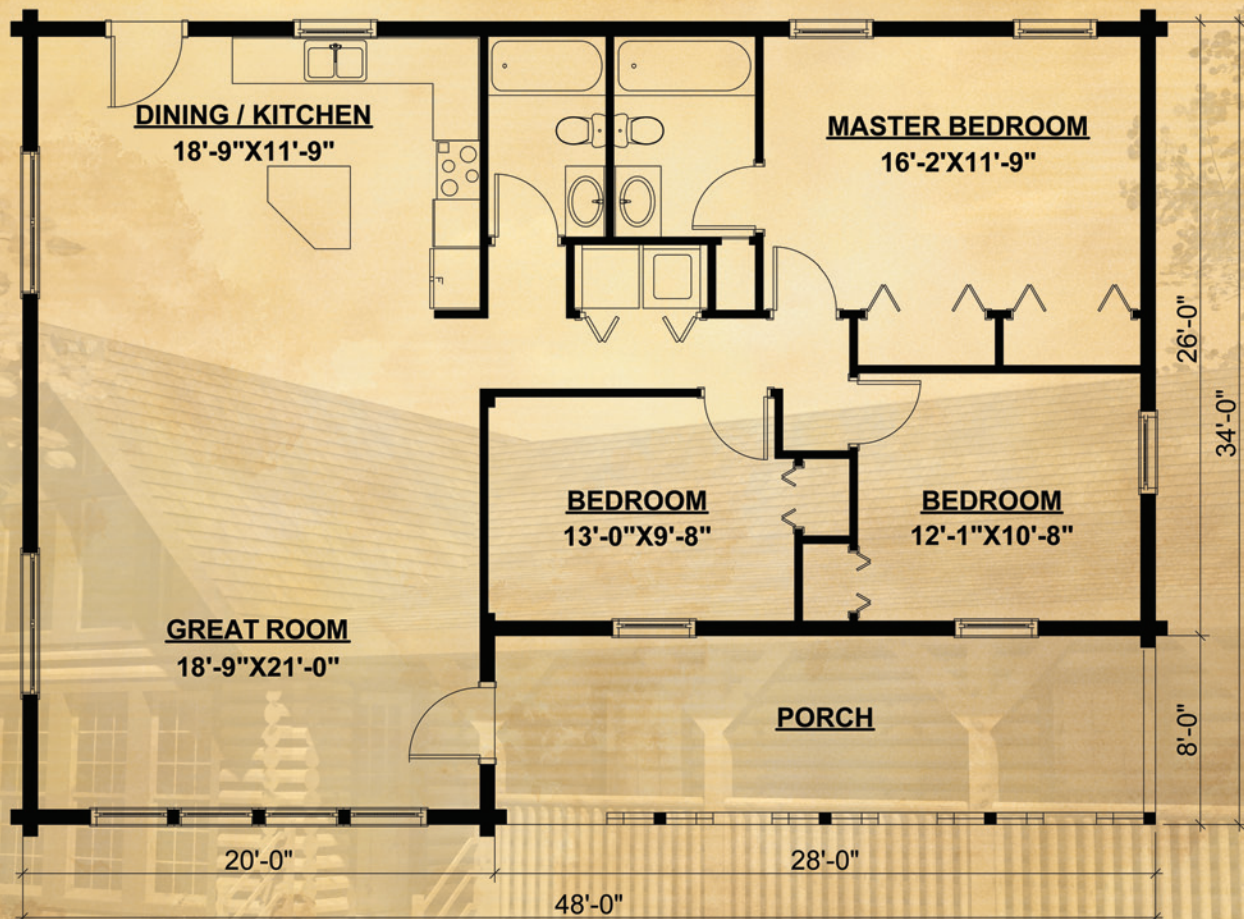 DINING / KITCHEN
18'-9"X11'-9"
MASTER BEDROOM
16'-2'X11'-9"
F
BEDROOM
13'-0"X9'-8"
BEDROOM
12'-1"X10'-8"
GREAT ROOM
18'-9"X21'-0"
PORCH
26'-0"
34'-0"
8'-0"
20'-0"
28'-0"
48'-0"